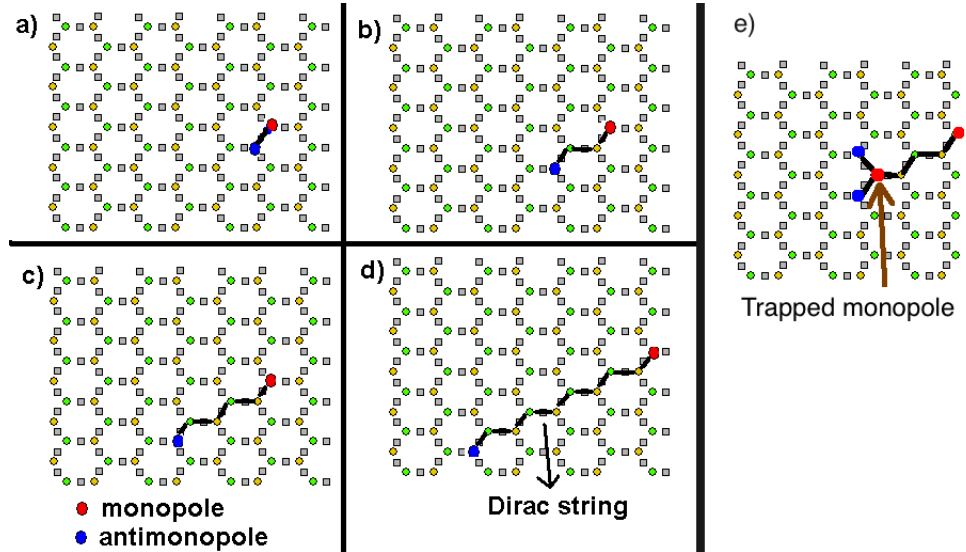 a)
b)
e)
Trapped monopole
c)
d)
Dirac string
monopole
antimonopole